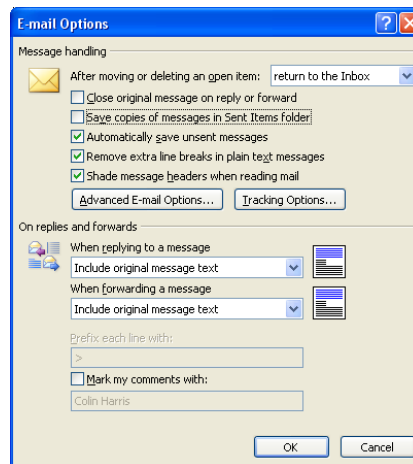 E-mail Options
Message handling
After moving or deleting an open item: return to the Inbox
Close original message on reply or forward
Save copies of messages in Sent Items folder
Automatically save unsent messages
Remove extra line breaks in plain text messages
Shade message headers when reading mail
Advanced E-mail Options... Tracking Options...
On replies and forwards
When replying to a message
Include original message text
When forwarding a message
Include original message text
Prefix each line with:
>
Mark my comments with:
Colin Harris
OK Cancel